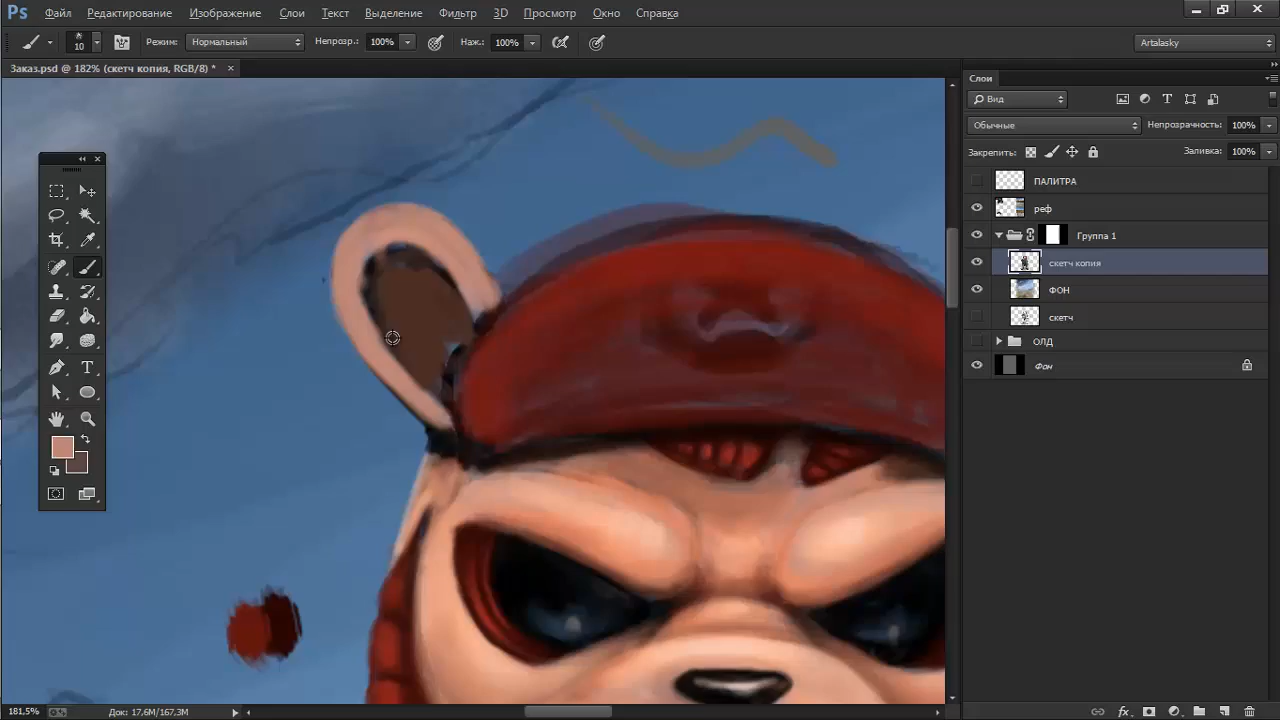 Ps Файл Редактирование Изображение Слои Текст Выделение Фильтр 3D Просмотр Окно Справка
10 Режим: Нормальный Непрозр.: 100% Наж.: 100% Artalasky
Заказ.psd @ 182% (скетч копия, RGB/8) *
Слои
Вид
Обычные Непрозрачность: 100%
Закрепить: Заливка: 100%
ПАЛИТРА
реф
Группа 1
скетч копия
ФОН
скетч
ОЛД
Фон
181,5% Док: 17,6M/167,3M